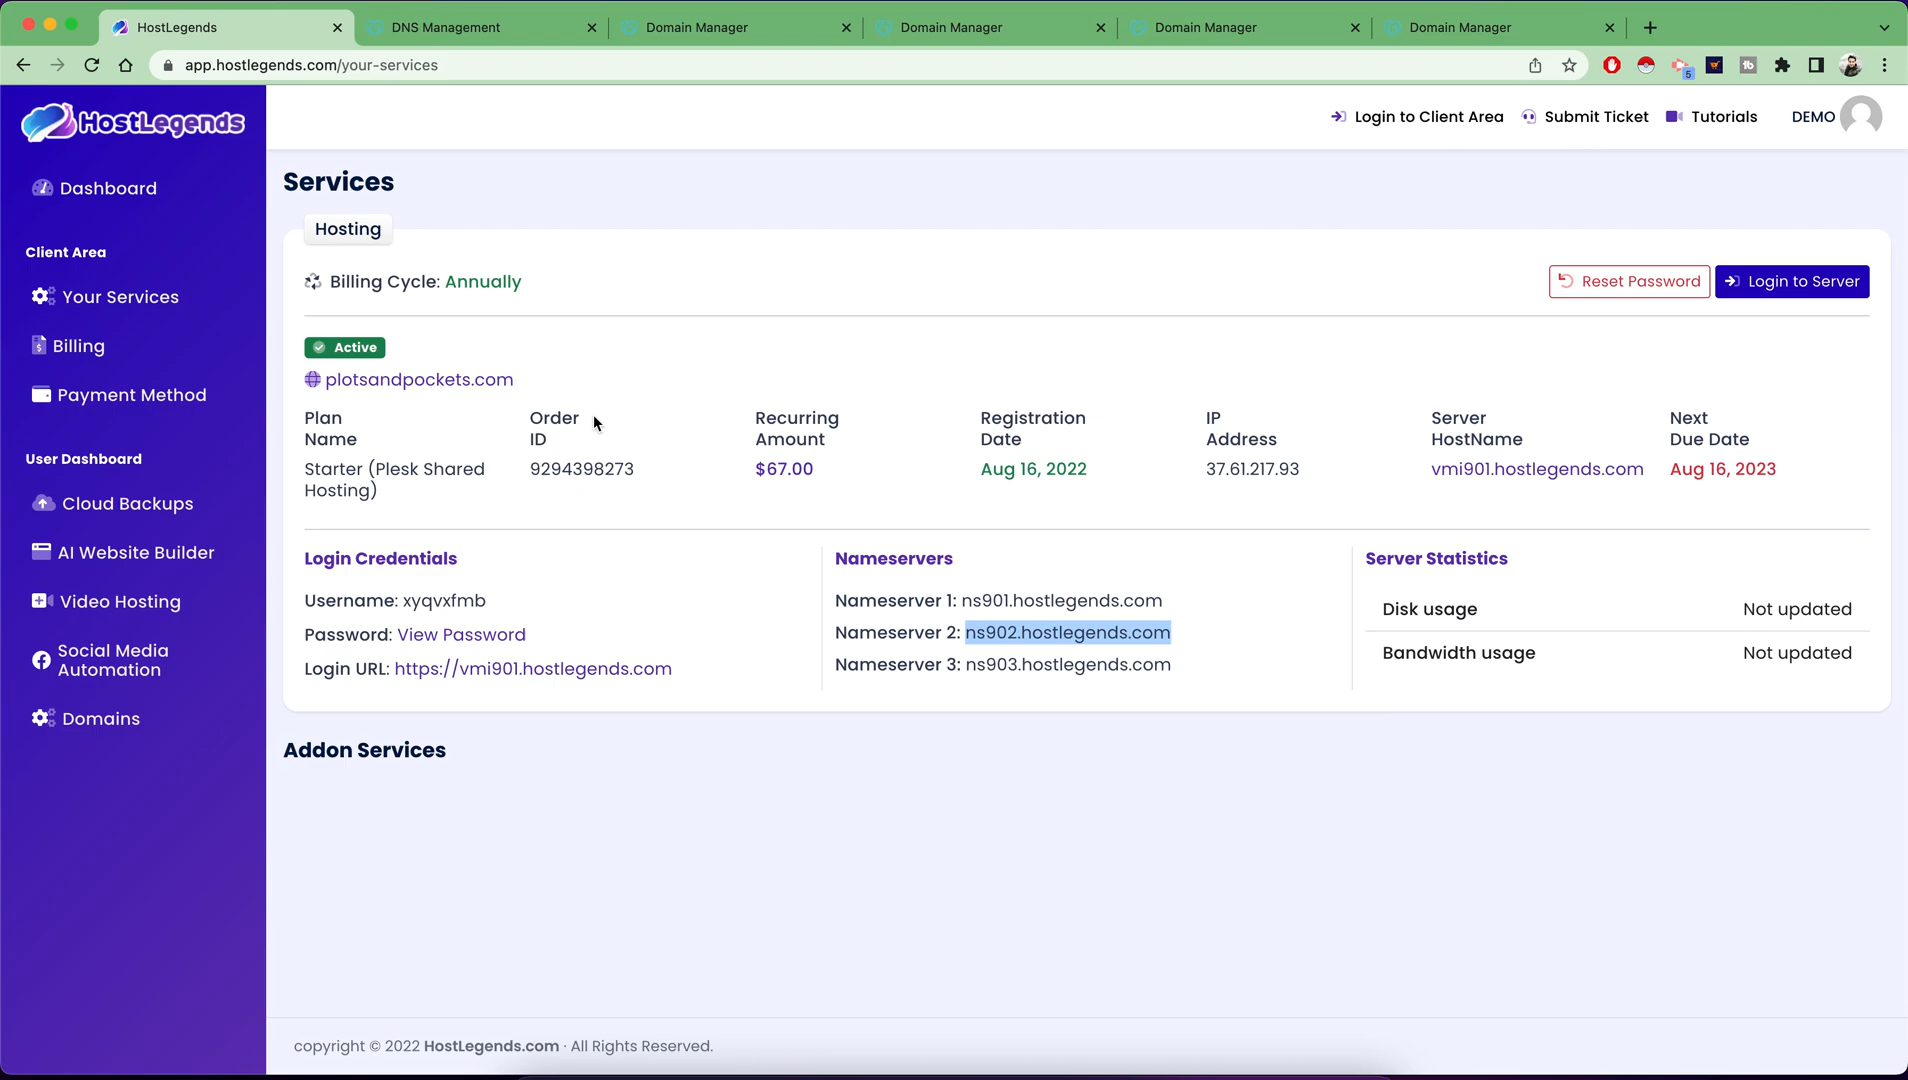 HostLegends
DNS Management
Domain Manager
Domain Manager
Domain Manager
Domain Manager
app.hostlegends.com/your-services
5
HostLegends
Login to Client Area
Submit Ticket
Tutorials
DEMO
Dashboard
Client Area
Your Services
Billing
Payment Method
User Dashboard
Cloud Backups
AI Website Builder
Video Hosting
Social Media
Automation
Domains
Services
Hosting
Billing Cycle: Annually
Reset Password
Login to Server
Active
plotsandpockets.com
Plan
Name
Starter (Plesk Shared
Hosting)
Order
ID
9294398273
Recurring
Amount
$67.00
Registration
Date
Aug 16, 2022
IP
Address
37.61.217.93
Server
HostName
vmi901.hostlegends.com
Next
Due Date
Aug 16, 2023
Login Credentials
Username: xyqvxfmb
Password: View Password
Login URL: https://vmi901.hostlegends.com
Nameservers
Nameserver 1: ns901.hostlegends.com
Nameserver 2: ns902.hostlegends.com
Nameserver 3: ns903.hostlegends.com
Server Statistics
Disk usage Not updated
Bandwidth usage Not updated
Addon Services
copyright © 2022 HostLegends.com · All Rights Reserved.